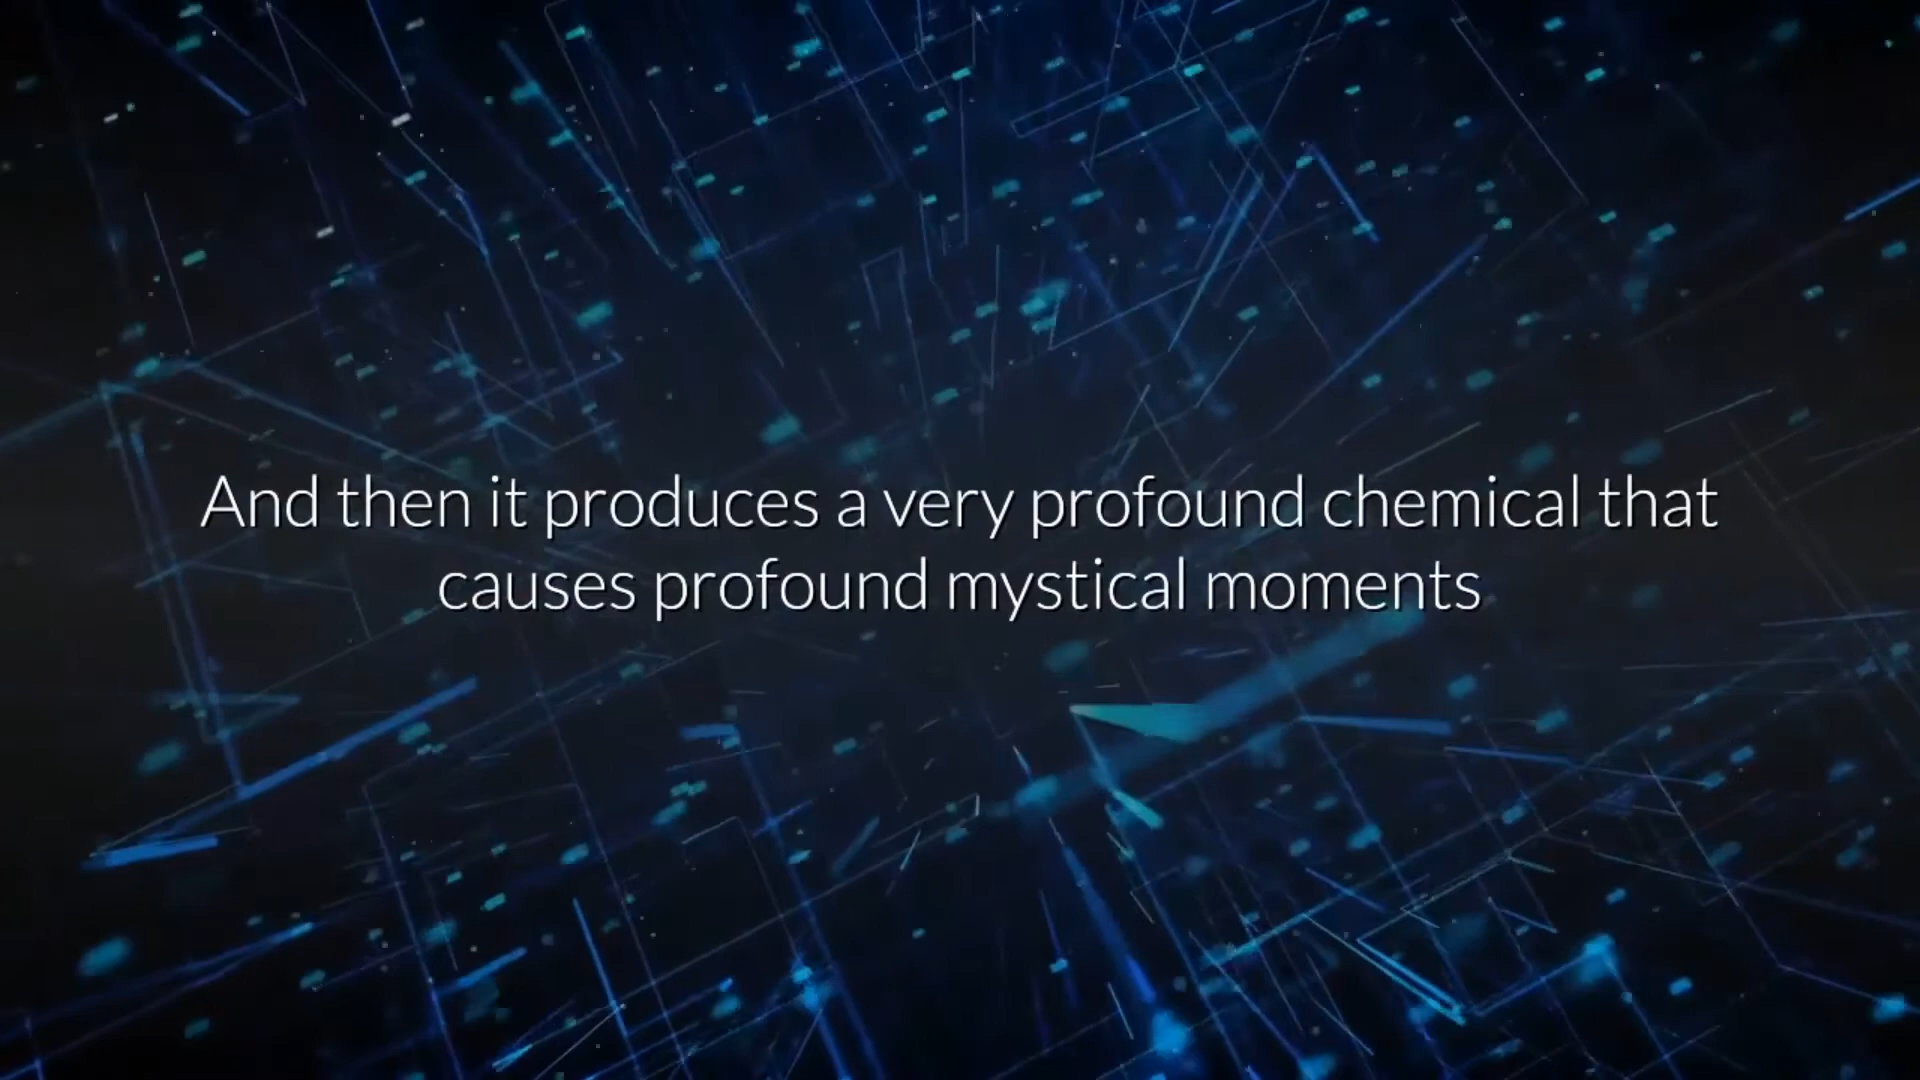 And then it produces a very profound chemical that
causes profound mystical moments